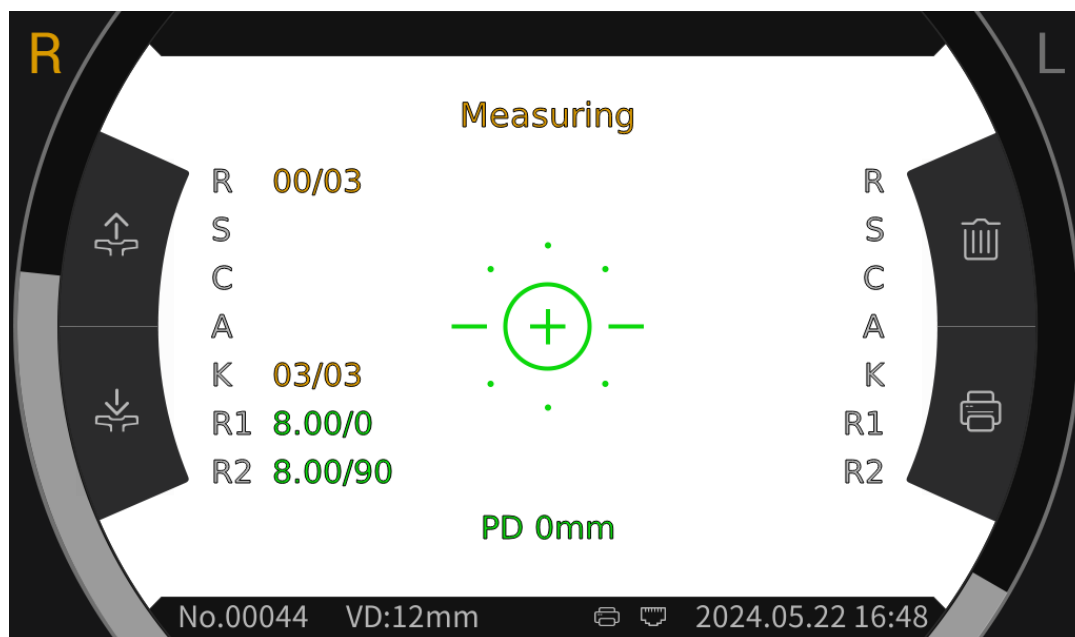 R L
Measuring
R 00/03 R
S S
C C
A A
K 03/03 K
R1 8.00/0 R1
R2 8.00/90 R2
PD 0mm
No.00044 VD:12mm 2024.05.22 16:48